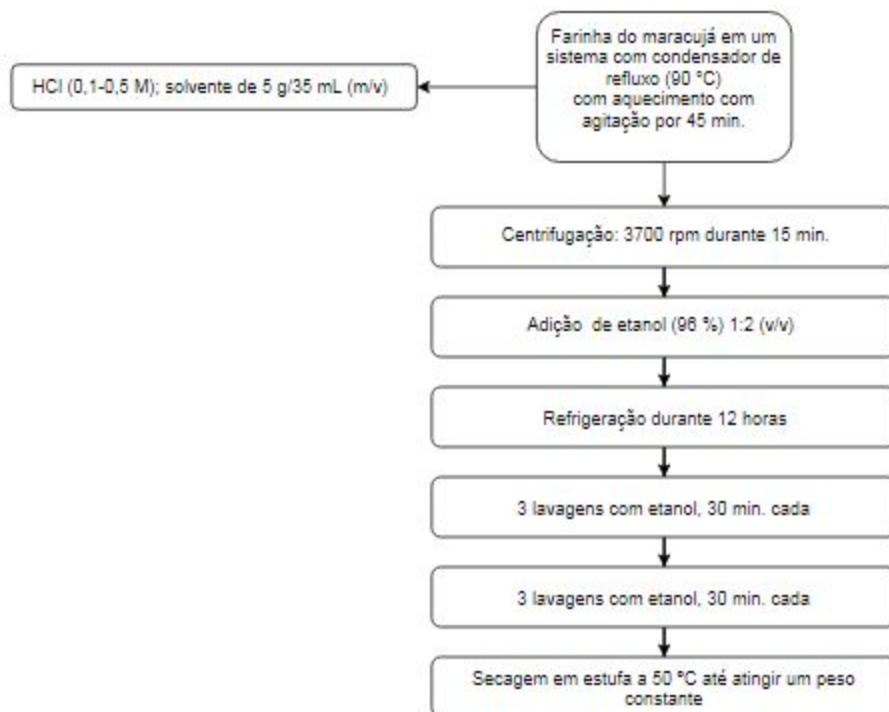 Farinha do maracujá em um
sistema com condensador de
refluxo (90 °C)
com aquecimento com
agitação por 45 min.
HCl (0,1-0,5 M); solvente de 5 g/35 mL (m/v)
Centrifugação: 3700 rpm durante 15 min.
Adição de etanol (96 %) 1:2 (v/v)
Refrigeração durante 12 horas
3 lavagens com etanol, 30 min. cada
3 lavagens com etanol, 30 min. cada
Secagem em estufa a 50 ºC até atingir um peso
constante